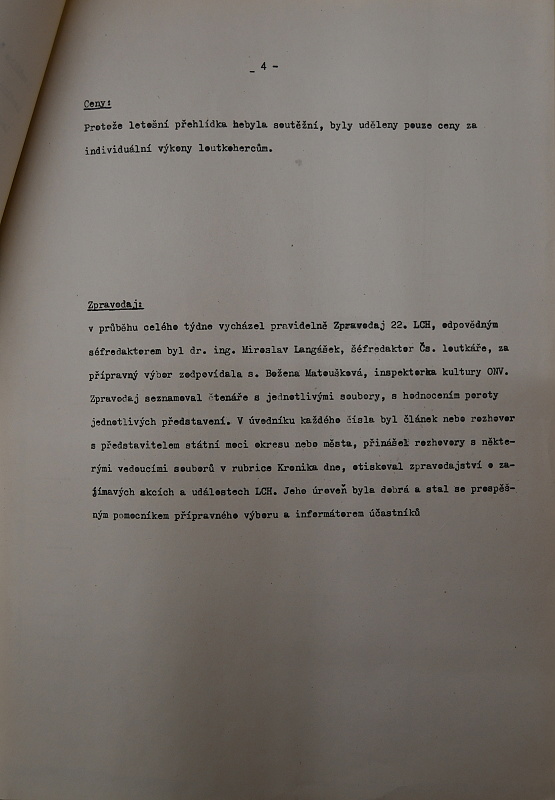 _ 4 -
Ceny:
Protože letošní přehlídka nebyla soutěžní, byly uděleny pouze ceny za
individuální výkony loutkohercům.
Zpravodaj:
v průběhu celého týdne vycházel pravidelně Zpravodaj 22. LCH, odpovědným
šéfredaktorem byl dr. ing. Miroslav Langášek, šéfredaktor Čs. loutkáře, za
přípravný výbor zodpovídala s. Božena Matoušková, inspektorka kultury ONV.
Zpravodaj seznamoval čtenáře s jednotlivými soubory, s hodnocením poroty
jednotlivých představení. V úvodníku každého čísla byl článek nebo rozhovor
s představitelem státní moci okresu nebo města, přinášel rozhovory s někte-
rými vedoucími souborů v rubrice Kronika dne, otiskoval zpravodajství o za-
jímavých akcích a událostech LCH. Jeho úroveň byla dobrá a stal se prospěš-
ným pomocníkem přípravného výboru a informátorem účastníků